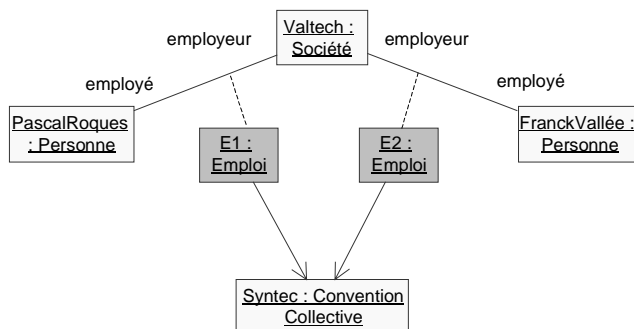 Valtech :
Société
employeur
employeur
employé
employé
PascalRoques
: Personne
FranckVallée :
Personne
E1 :
Emploi
E2 :
Emploi
Syntec : Convention
Collective